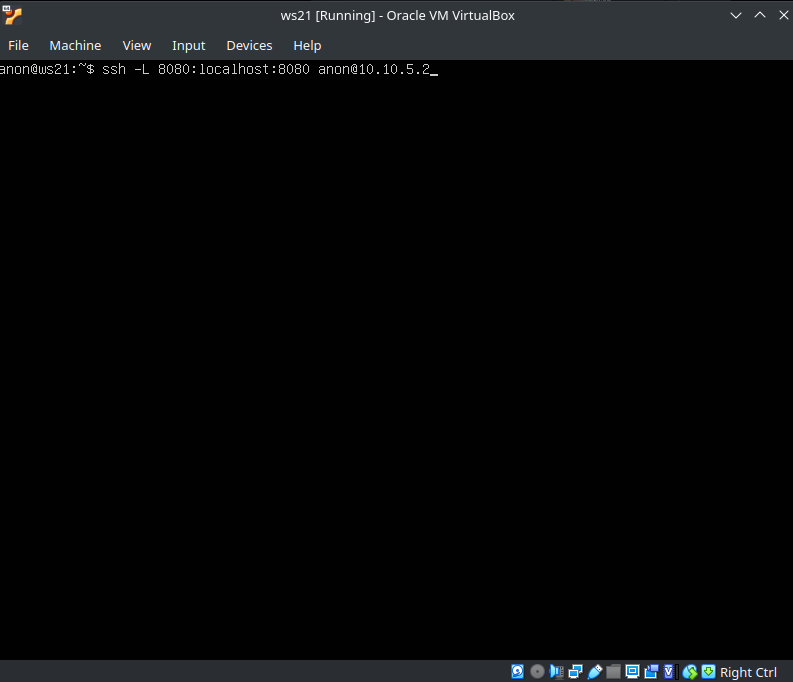 ws21 [Running] - Oracle VM VirtualBox
File Machine View Input Devices Help
anon@ws21:~$ ssh -L 8080:localhost:8080 anon@10.10.5.2_
Right Ctrl